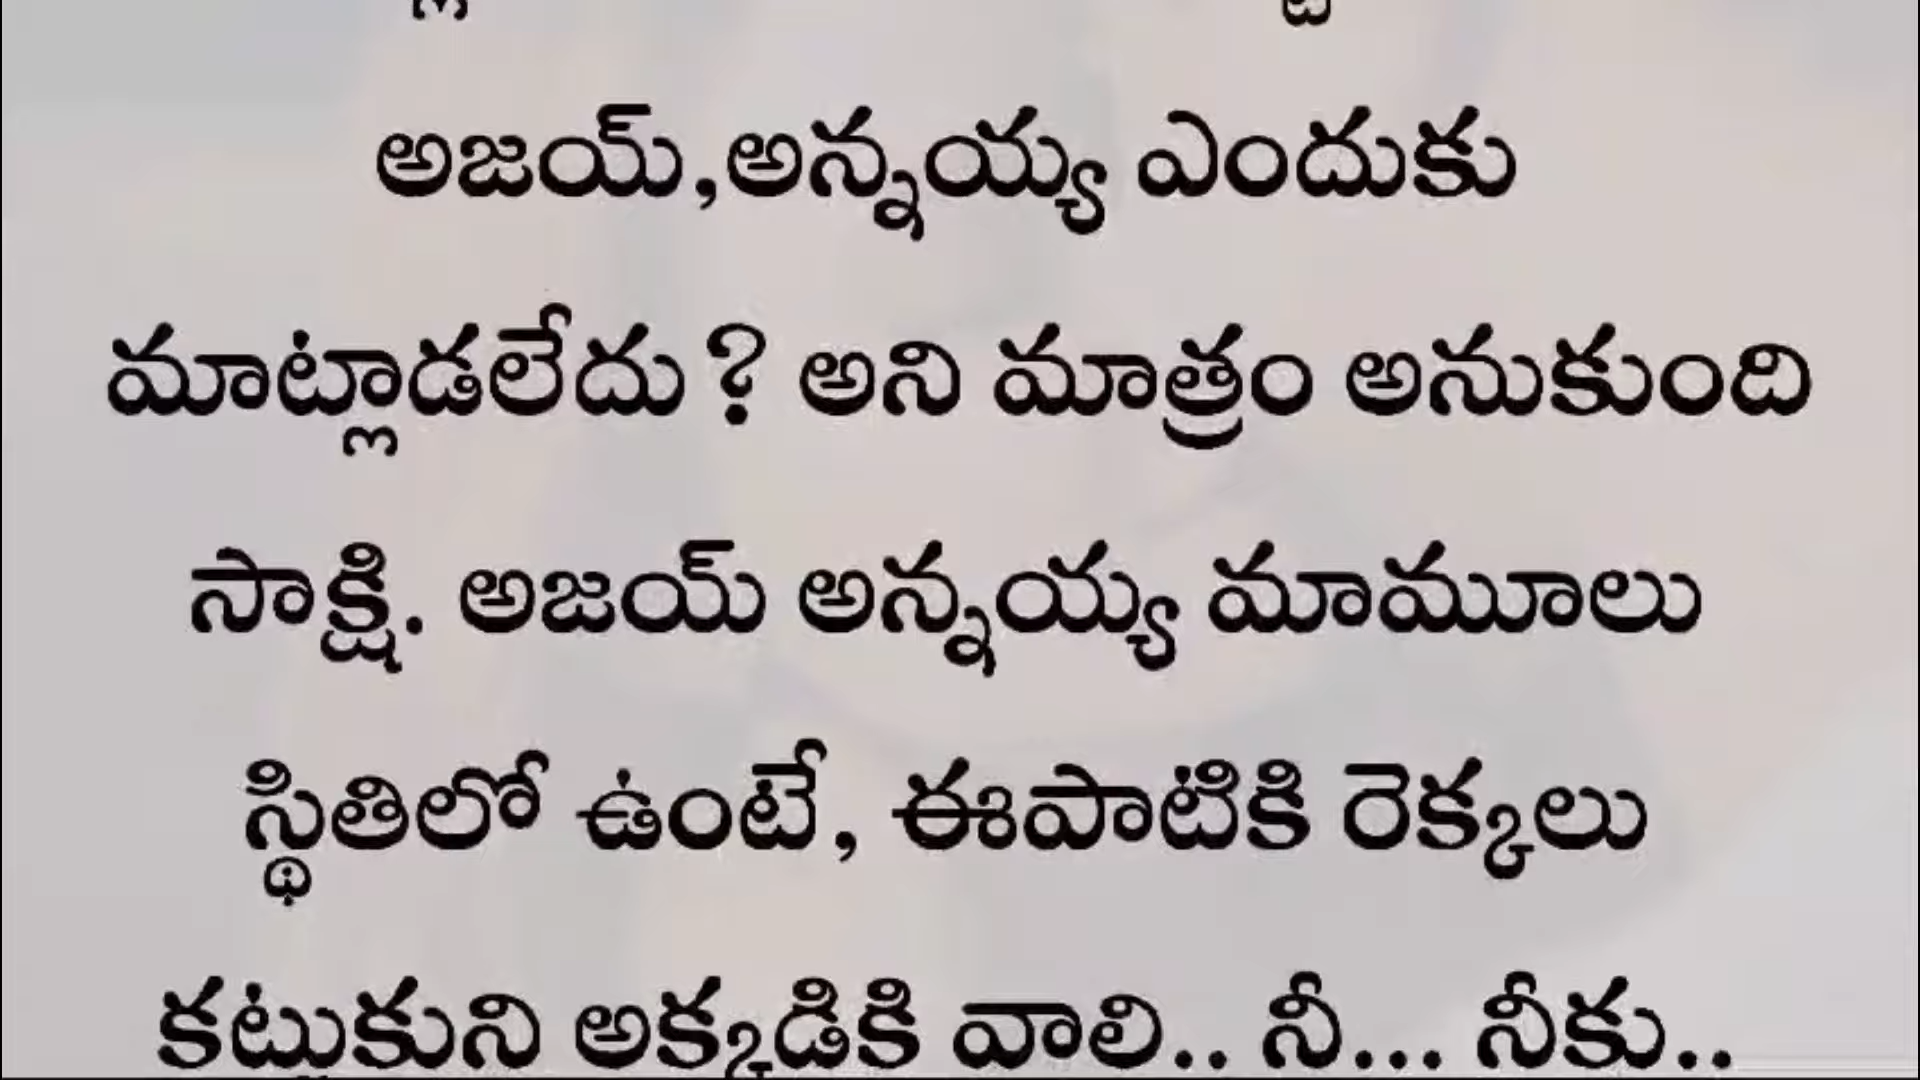 అజయ్,అన్నయ్య ఎందుకు
మాట్లాడలేదు? అని మాత్రం అనుకుంది
సాక్షి. అజయ్ అన్నయ్య మామూలు
స్థితిలో ఉంటే, ఈపాటికి రెక్కలు
కట్టుకుని అక్కడికి వాలి.. నీ... నీకు..